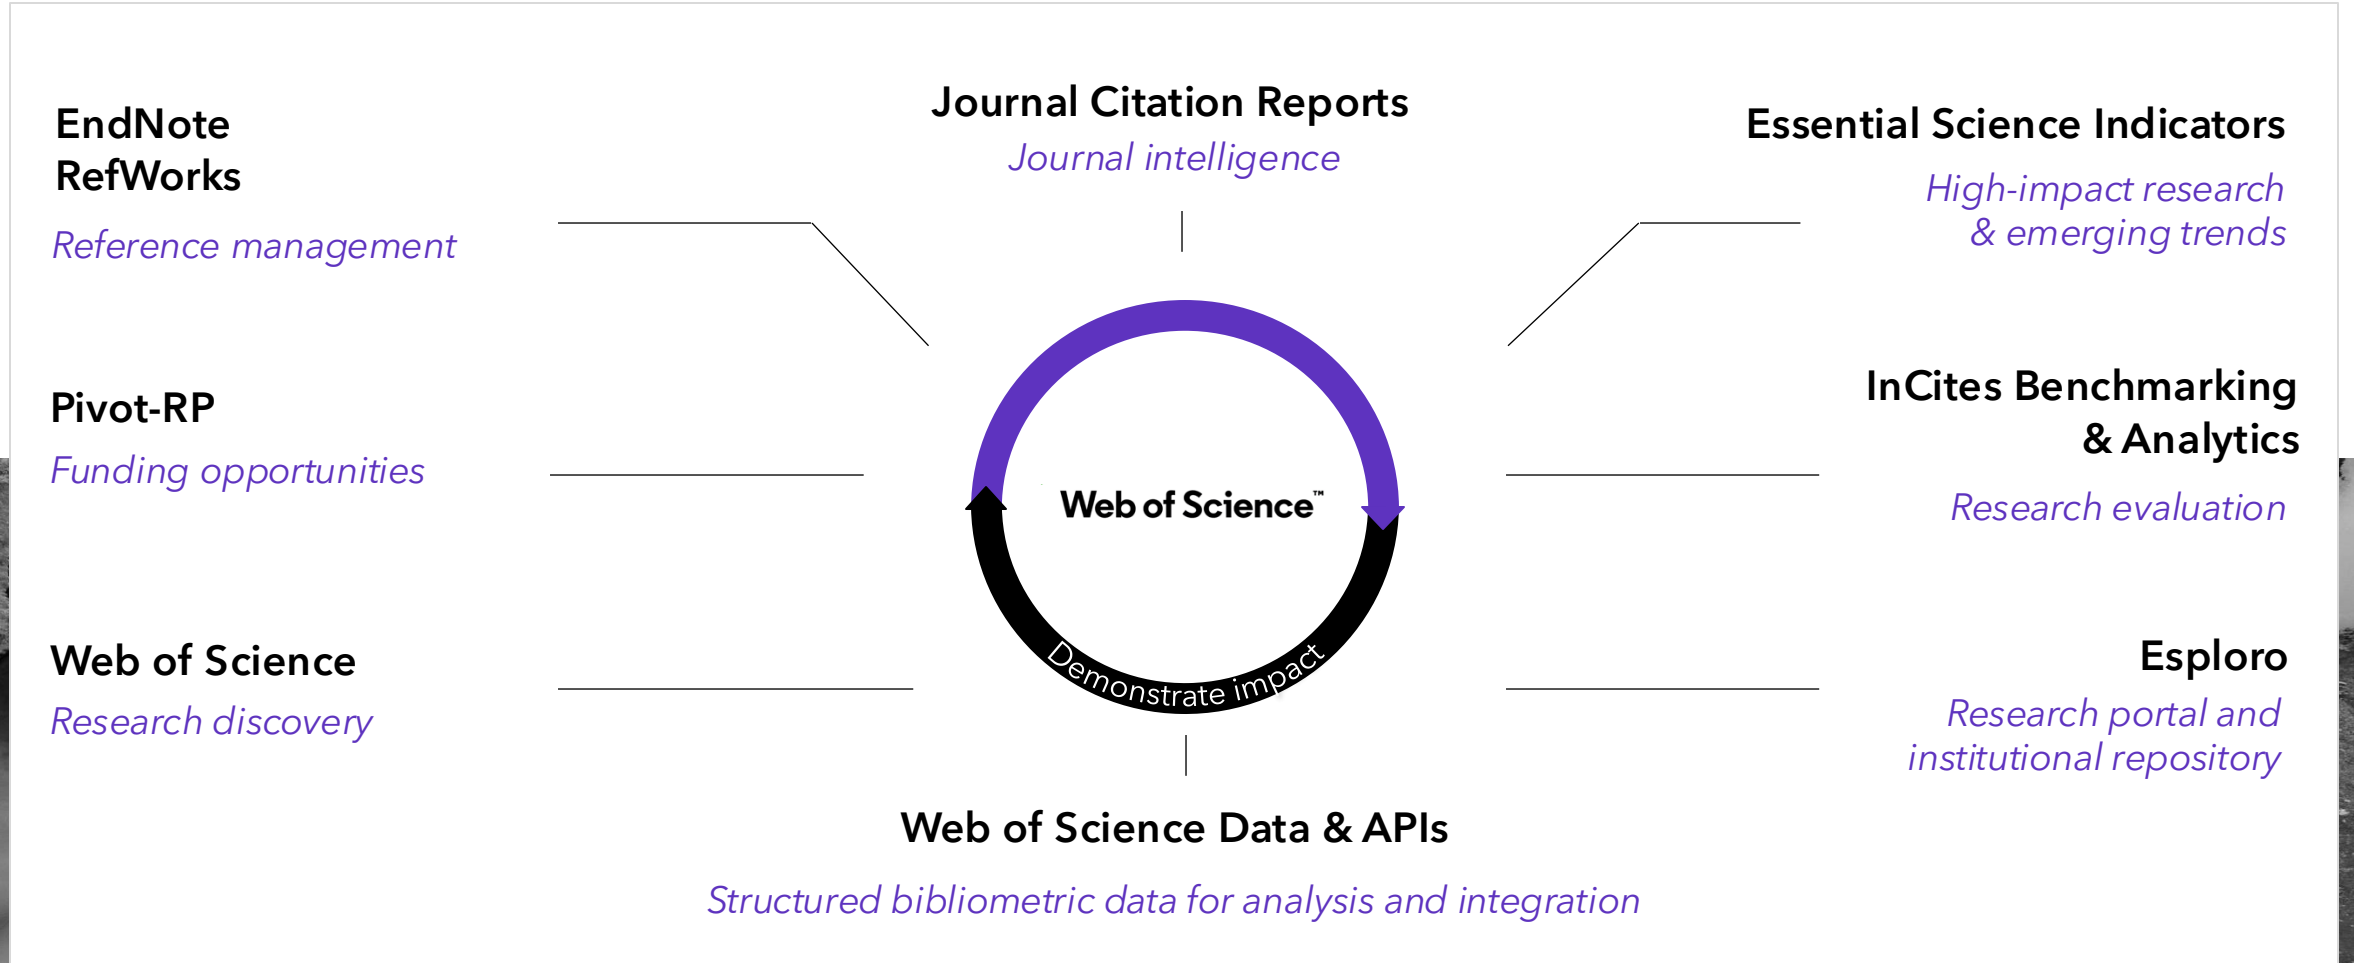 EndNote
RefWorks
Reference management
Pivot-RP
Funding opportunities
Web of Science
Research discovery
Journal Citation Reports
Journal intelligence
Web of Science™
Demonstrate impact
Web of Science Data & APIs
Structured bibliometric data for analysis and integration
Essential Science Indicators
High-impact research
& emerging trends
InCites Benchmarking
& Analytics
Research evaluation
Esploro
Research portal and
institutional repository